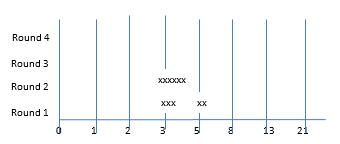 Round 4
Round 3
Round 2 xxxxxx
Round 1 xxx xx
0 1 2 3 5 8 13 21